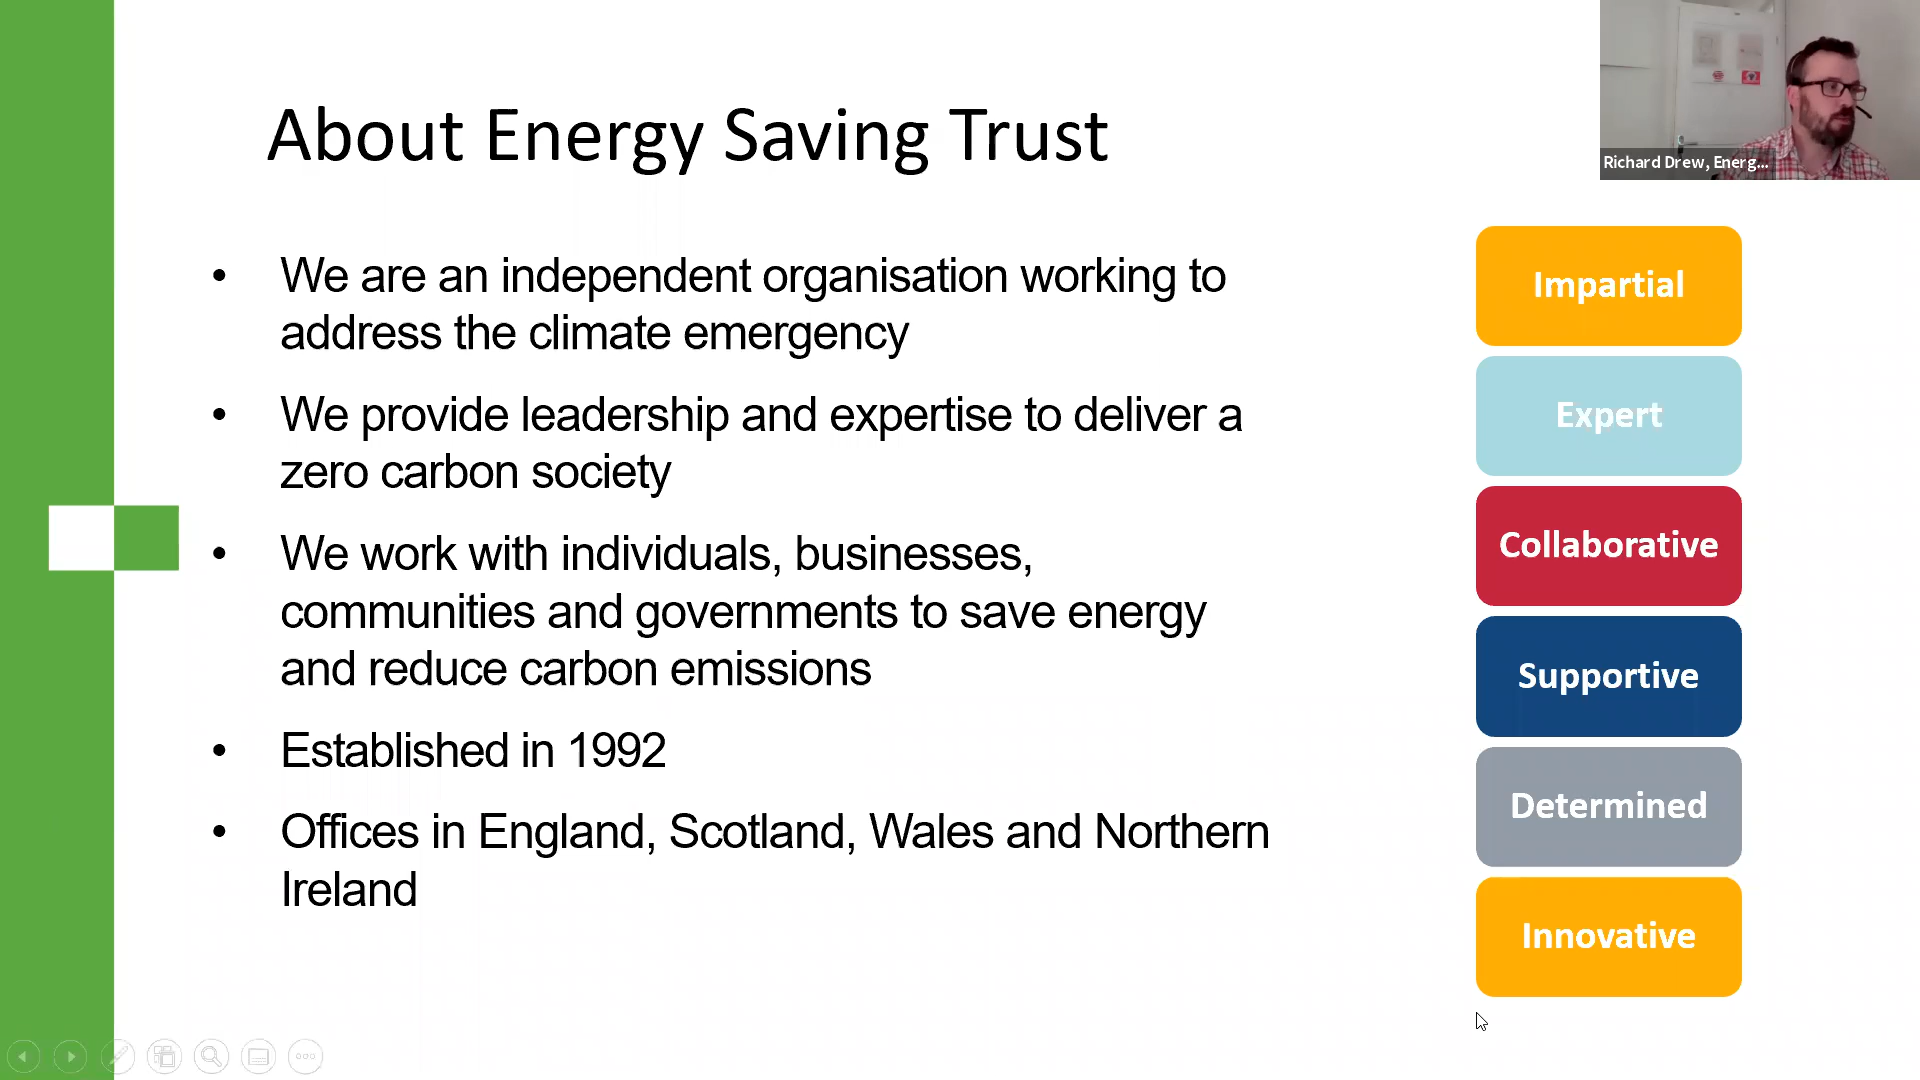 About Energy Saving Trust
Richard Drew, Energ...
• We are an independent organisation working to
address the climate emergency
• We provide leadership and expertise to deliver a
zero carbon society
• We work with individuals, businesses,
communities and governments to save energy
and reduce carbon emissions
• Established in 1992
• Offices in England, Scotland, Wales and Northern
Ireland
Impartial
Expert
Collaborative
Supportive
Determined
Innovative